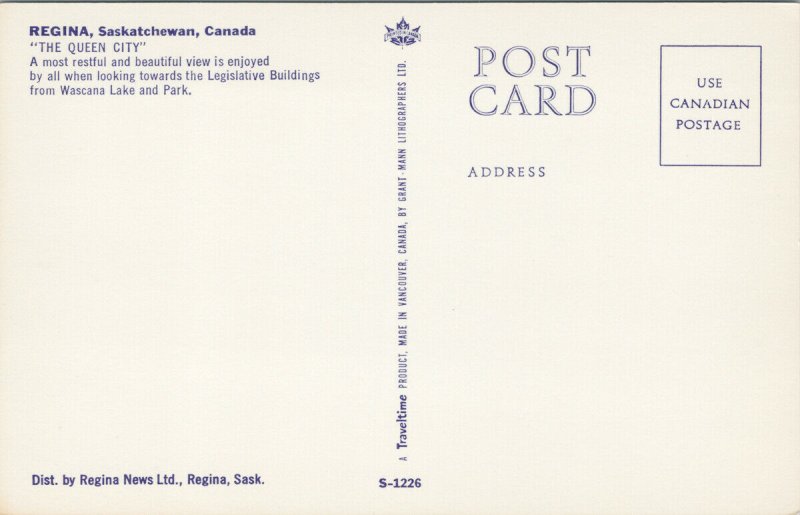 REGINA, Saskatchewan, Canada
"THE QUEEN CITY"
A most restful and beautiful view is enjoyed
by all when looking towards the Legislative Buildings
from Wascana Lake and Park.
Dist. by Regina News Ltd., Regina, Sask.
A Traveltime PRODUCT, MADE IN VANCOUVER, CANADA, BY GRANT-MANN LITHOGRAPHERS LTD.
S-1226
POST
CARD
ADDRESS
USE
CANADIAN
POSTAGE